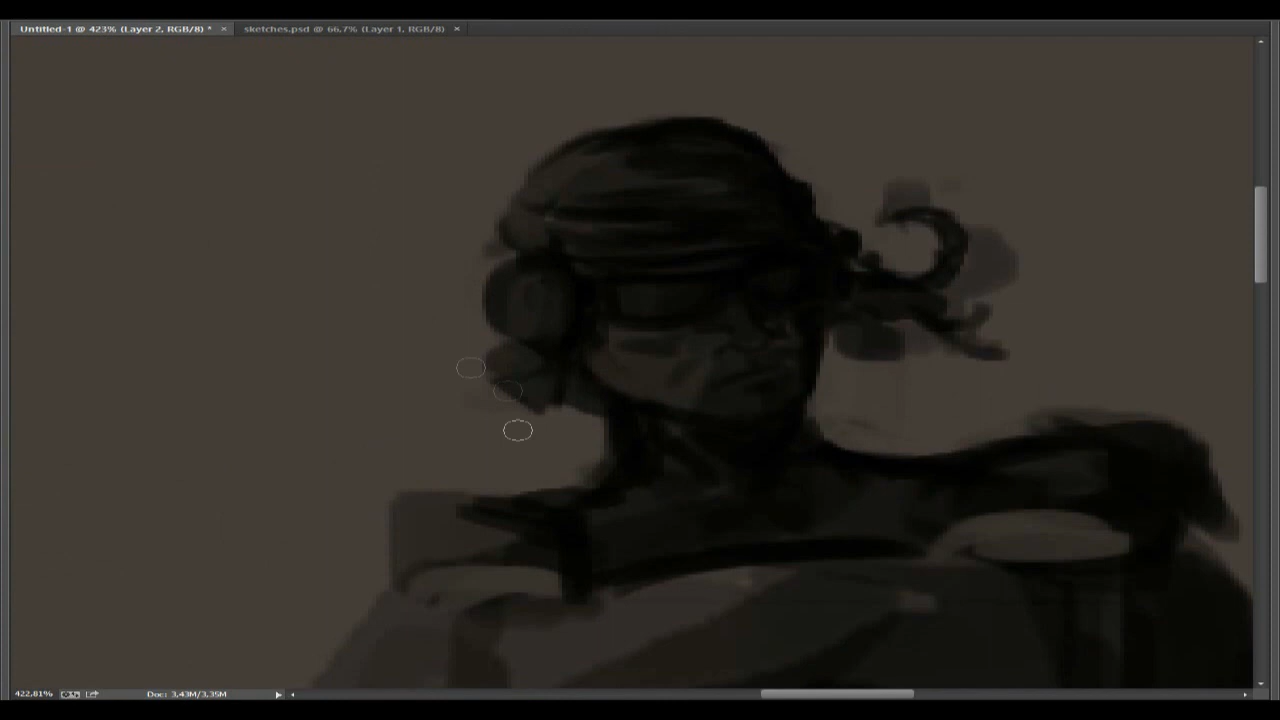 Untitled-1 @ 423% (Layer 2, RGB/8) * ×
sketches.psd @ 66,7% (Layer 1, RGB/8) ×
422,81%
Doc: 3,43M/3,35M